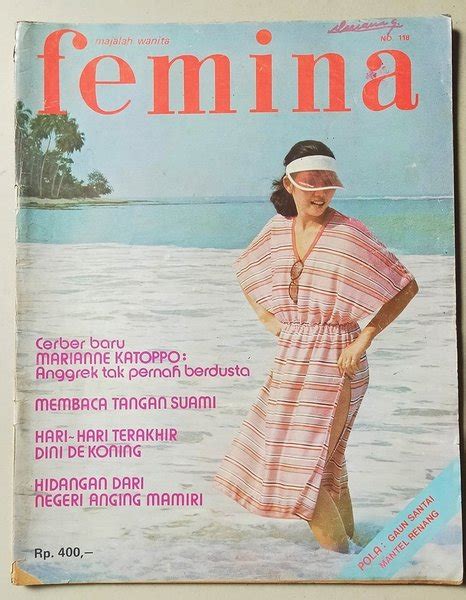 majalah wanita
NO. 118
femina
Cerber baru
MARIANNE KATOPPO:
Anggrek tak pernah berdusta
MEMBACA TANGAN SUAMI
HARI-HARI TERAKHIR
DINI DE KONING
HIDANGAN DARI
NEGERI ANGING MAMIRI
Rp. 400,–
POLA: GAUN SANTAI
MANTEL RENANG